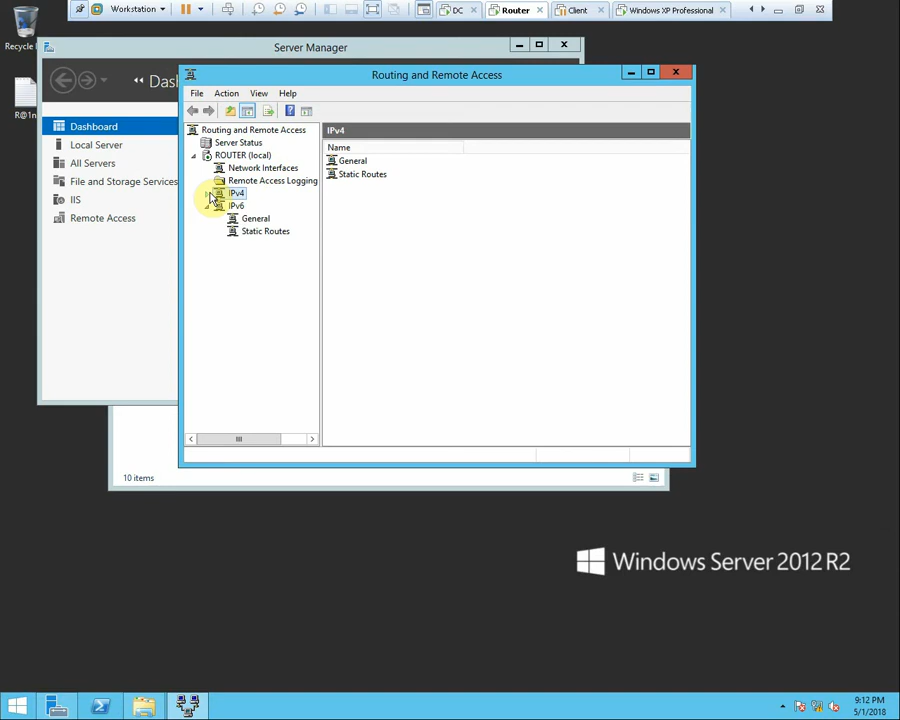 Workstation
DC
Router
Client
Windows XP Professional
Recycle
R@1n
Server Manager
Dash
Dashboard
Local Server
All Servers
File and Storage Services
IIS
Remote Access
10 items
Routing and Remote Access
File Action View Help
Routing and Remote Access
Server Status
ROUTER (local)
Network Interfaces
Remote Access Logging
IPv4
IPv6
General
Static Routes
IPv4
Name
General
Static Routes
Windows Server 2012 R2
9:12 PM
5/1/2018